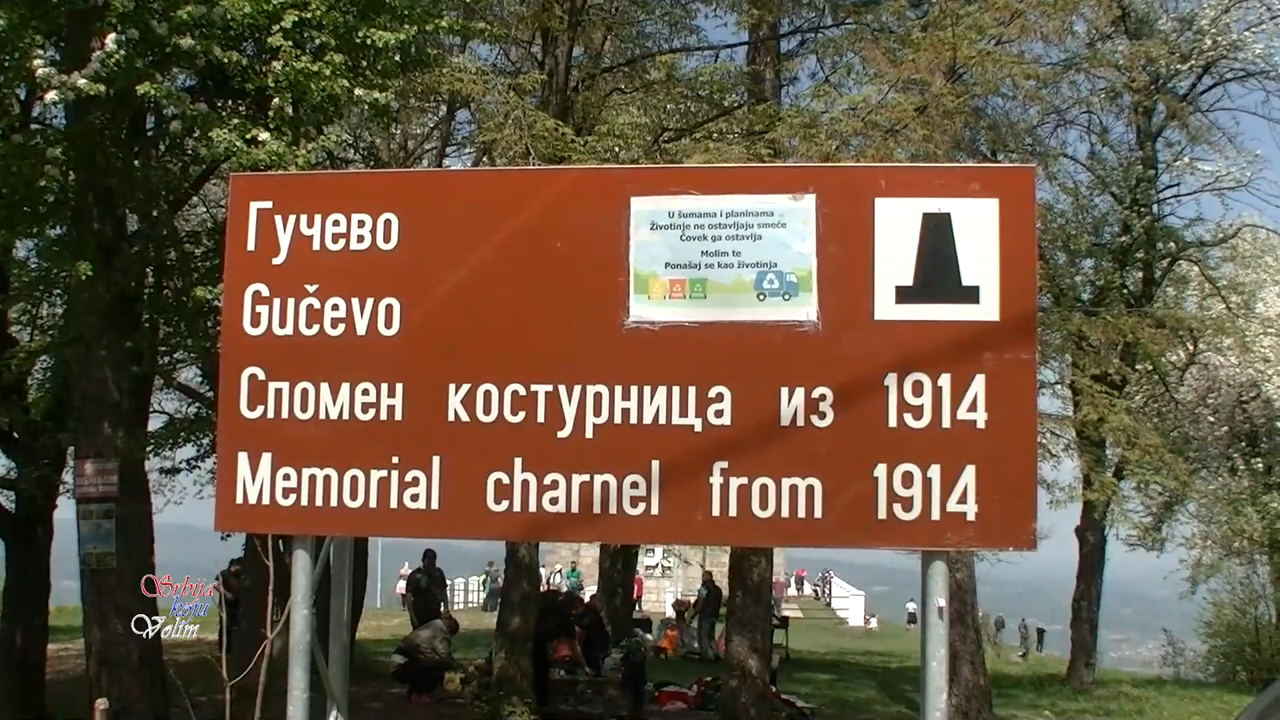 Гучево
Gučevo
Спомен костурница из 1914
Memorial charnel from 1914
U šumama i planinama
Životinje ne ostavljaju smeće
Čovek ga ostavlja
Molim te
Ponašaj se kao životinja
Srbija
koju
Volim